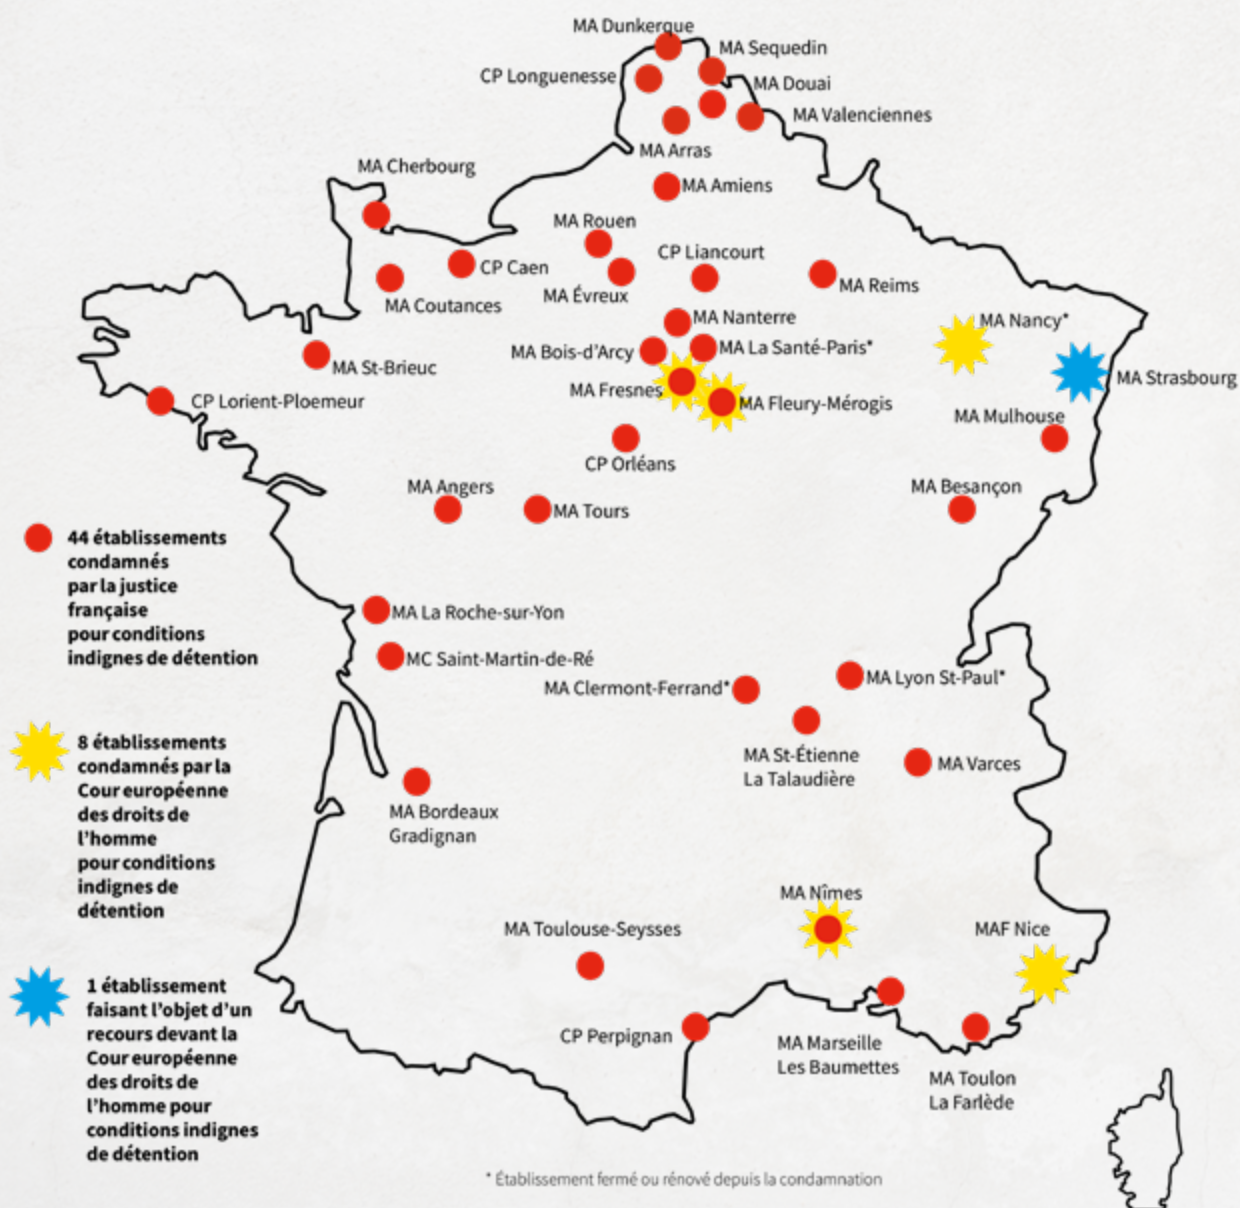 MA Dunkerque
MA Sequedin
CP Longuenesse
MA Douai
MA Valenciennes
MA Arras
MA Cherbourg
MA Amiens
MA Rouen
CP Liancourt
CP Caen
MA Évreux
MA Reims
MA Coutances
MA Nanterre
MA Nancy*
MA Bois-d'Arcy
MA La Santé-Paris*
MA St-Brieuc
MA Strasbourg
MA Fresnes
CP Lorient-Ploemeur
MA Fleury-Mérogis
MA Mulhouse
CP Orléans
MA Angers
MA Besançon
MA Tours
44 établissements
condamnés
par la justice
française
pour conditions
indignes de détention
MA La Roche-sur-Yon
MC Saint-Martin-de-Ré
MA Clermont-Ferrand*
MA Lyon St-Paul*
8 établissements
condamnés par la
Cour européenne
des droits de
l'homme
pour conditions
indignes de
détention
MA St-Étienne
La Talaudière
MA Varces
MA Bordeaux
Gradignan
MA Nîmes
MA Toulouse-Seysses
MAF Nice
1 établissement
faisant l'objet d'un
recours devant la
Cour européenne
des droits de
l'homme pour
conditions indignes
de détention
CP Perpignan
MA Marseille
Les Baumettes
MA Toulon
La Farlède
* Établissement fermé ou rénové depuis la condamnation